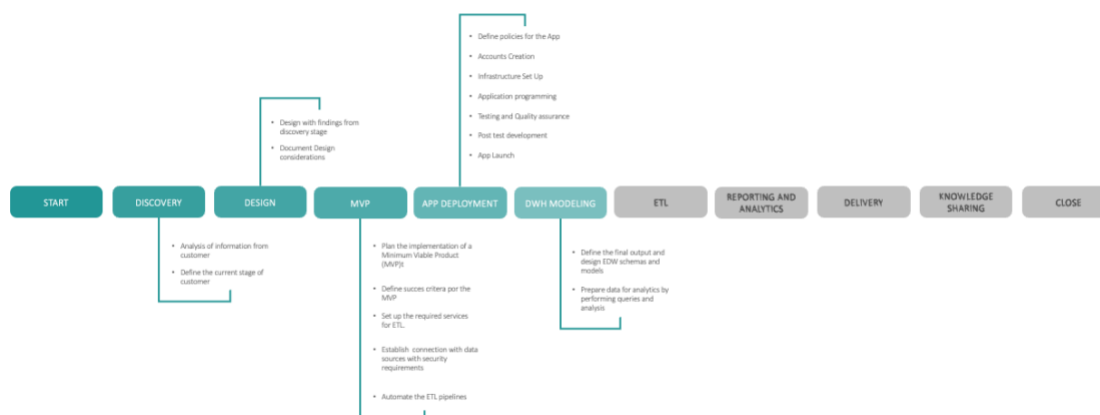 • Define policies for the App
• Accounts Creation
• Infrastructure Set Up
• Application programming
• Testing and Quality assurance
• Post test development
• App Launch
• Design with findings from
discovery stage
• Document Design
considerations
START
DISCOVERY
DESIGN
MVP
APP DEPLOYMENT
DWH MODELING
ETL
REPORTING AND
ANALYTICS
DELIVERY
KNOWLEDGE
SHARING
CLOSE
• Analysis of information from
customer
• Define the current stage of
customer
• Plan the implementation of a
Minimum Viable Product
(MVP)t
• Define succes critera por the
MVP
• Set up the required services
for ETL.
• Establish connection with data
sources with security
requirements
• Automate the ETL pipelines
• Define the final output and
design EDW schemas and
models
• Prepare data for analytics by
performing queries and
analysis